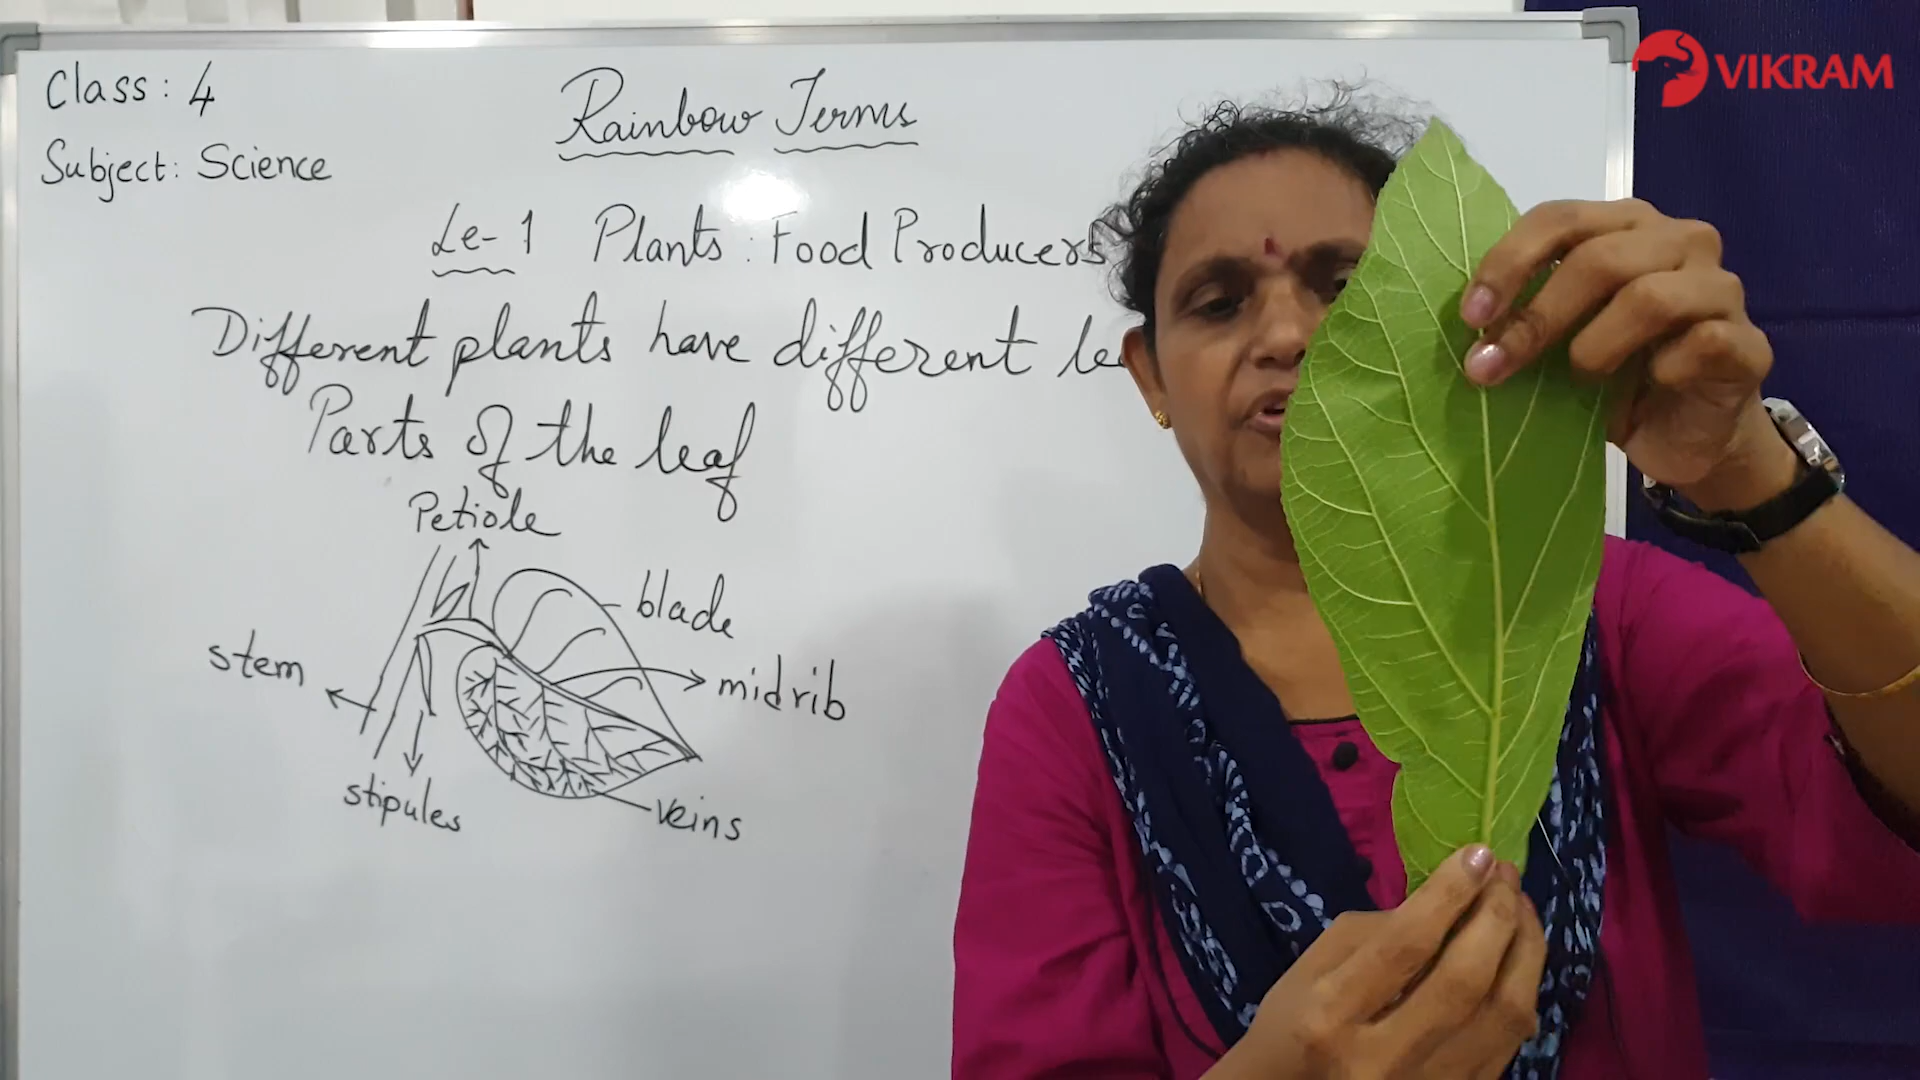 Class: 4
Subject: Science
Rainbow Terms
Le-1 Plants: Food Producers
Different plants have different
Parts of the leaf
Petiole
blade
stem
midrib
stipules
veins
VIKRAM